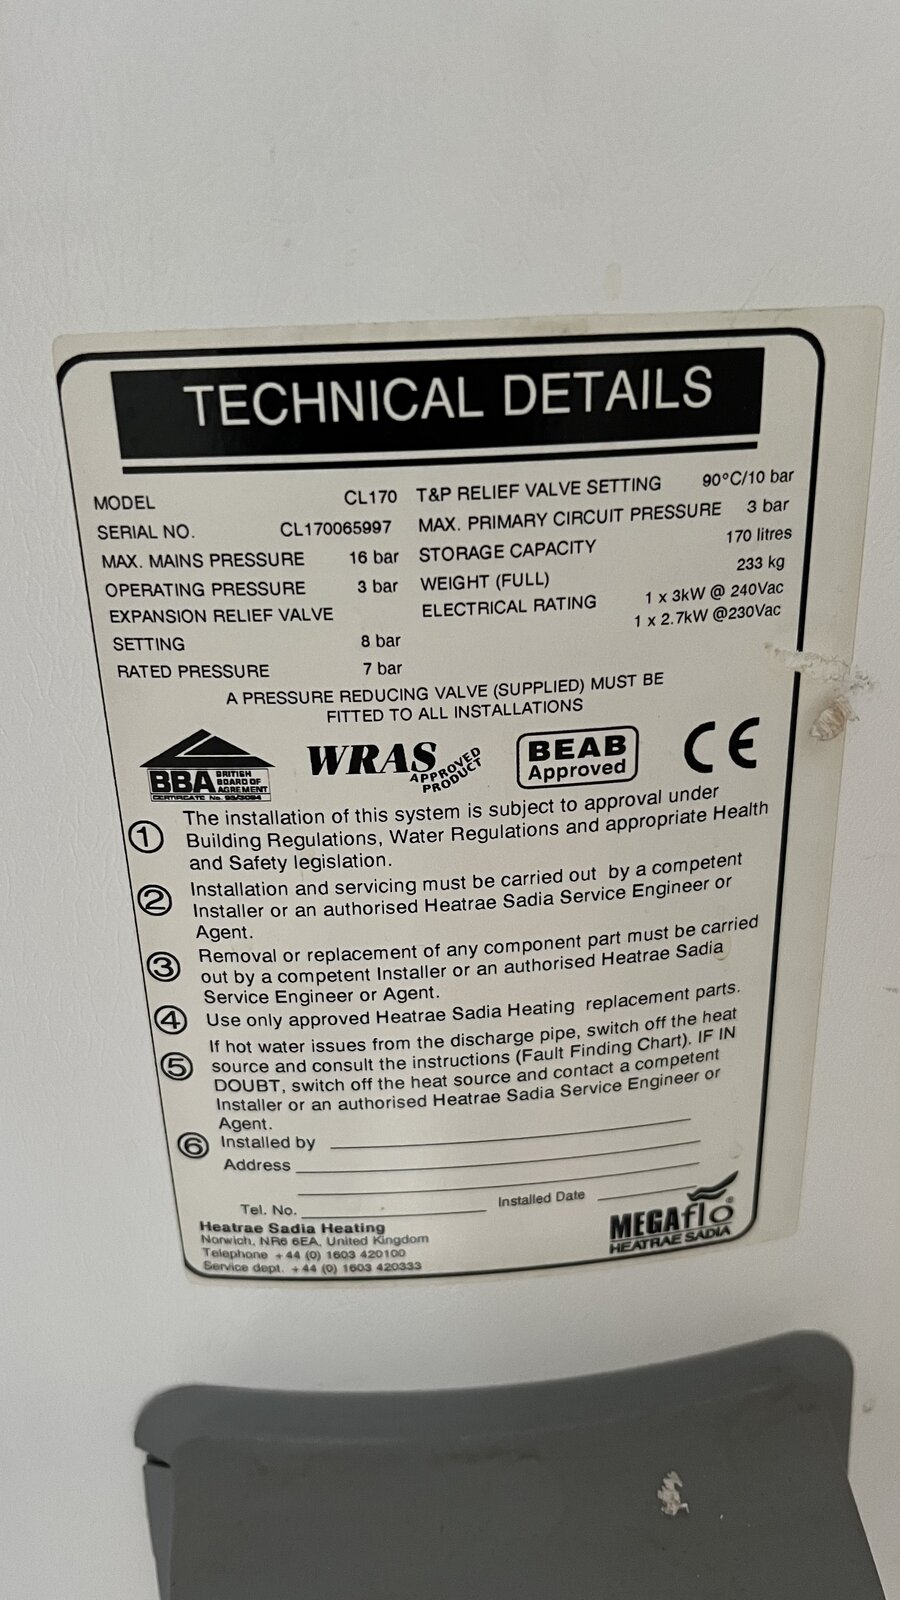 TECHNICAL DETAILS
MODEL CL170
SERIAL NO. CL170065997
MAX. MAINS PRESSURE 16 bar
OPERATING PRESSURE 3 bar
EXPANSION RELIEF VALVE
SETTING 8 bar
RATED PRESSURE 7 bar
T&P RELIEF VALVE SETTING 90°C/10 bar
MAX. PRIMARY CIRCUIT PRESSURE 3 bar
STORAGE CAPACITY 170 litres
WEIGHT (FULL) 233 kg
ELECTRICAL RATING 1 x 3kW @ 240Vac
1 x 2.7kW @230Vac
A PRESSURE REDUCING VALVE (SUPPLIED) MUST BE
FITTED TO ALL INSTALLATIONS
BBA BRITISH
BOARD OF
AGREMENT
CERTIFICATE No.
WRAS APPROVED
PRODUCT
BEAB
Approved
CE
① The installation of this system is subject to approval under
Building Regulations, Water Regulations and appropriate Health
and Safety legislation.
② Installation and servicing must be carried out by a competent
Installer or an authorised Heatrae Sadia Service Engineer or
Agent.
③ Removal or replacement of any component part must be carried
out by a competent Installer or an authorised Heatrae Sadia
Service Engineer or Agent.
④ Use only approved Heatrae Sadia Heating replacement parts.
⑤ If hot water issues from the discharge pipe, switch off the heat
source and consult the instructions (Fault Finding Chart). IF IN
DOUBT, switch off the heat source and contact a competent
Installer or an authorised Heatrae Sadia Service Engineer or
Agent.
⑥ Installed by
Address
Tel. No. Installed Date
Heatrae Sadia Heating
Norwich, NR6 6EA, United Kingdom
Telephone +44 (0) 1603 420100
Service dept. +44 (0) 1603 420333
MEGAflo®
HEATRAE SADIA